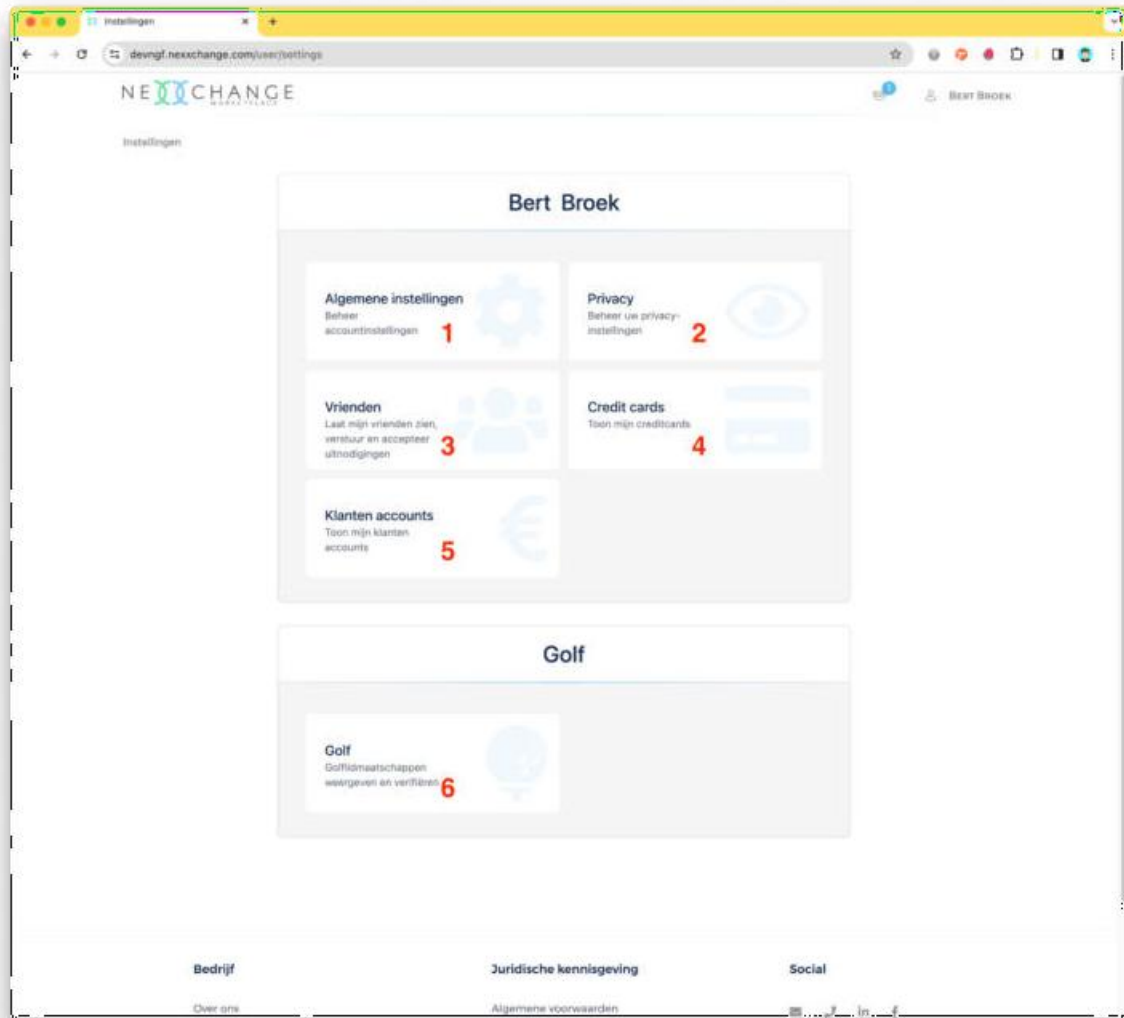 Instellingen
devngf.nexxchange.com/user/settings
NEXXCHANGE
MARKETPLACE
1
BERT BROEK
Instellingen
Bert Broek
Algemene instellingen
Beheer
accountinstellingen
1
Privacy
Beheer uw privacy-
instellingen
2
Vrienden
Laat mijn vrienden zien,
verstuur en accepteer
uitnodigingen
3
Credit cards
Toon mijn creditcards
4
Klanten accounts
Toon mijn klanten
accounts
5
Golf
Golf
Golflidmaatschappen
weergeven en verifiëren
6
Bedrijf
Juridische kennisgeving
Social
Over ons
Algemene voorwaarden